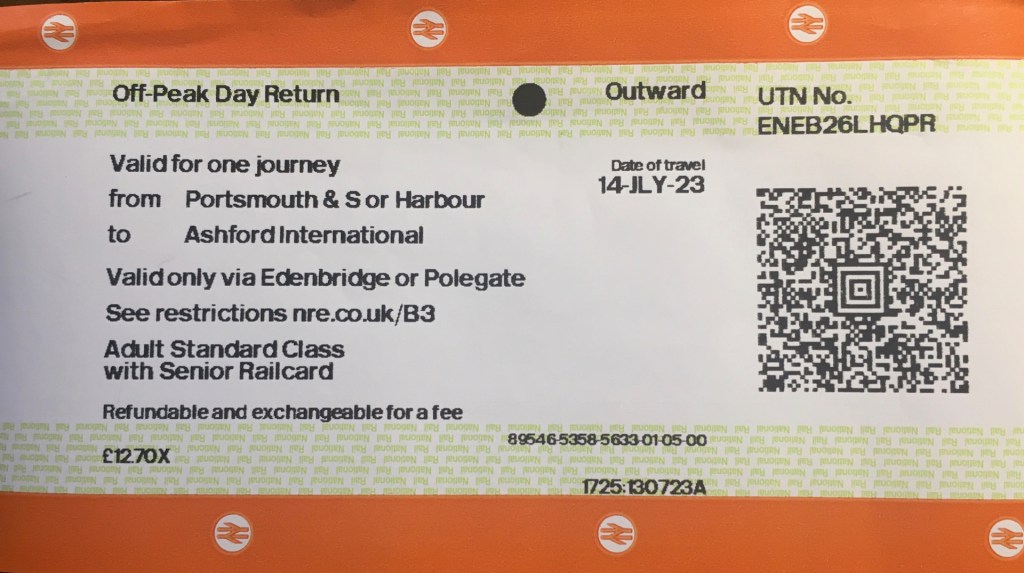 Off-Peak Day Return
Outward
UTN No.
ENEB26LHQPR
Valid for one journey
from Portsmouth & S or Harbour
to Ashford International
Date of travel
14-JLY-23
Valid only via Edenbridge or Polegate
See restrictions nre.co.uk/B3
Adult Standard Class
with Senior Railcard
Refundable and exchangeable for a fee
£12.70X
89546-5358-5633-01-05-00
1725:130723A